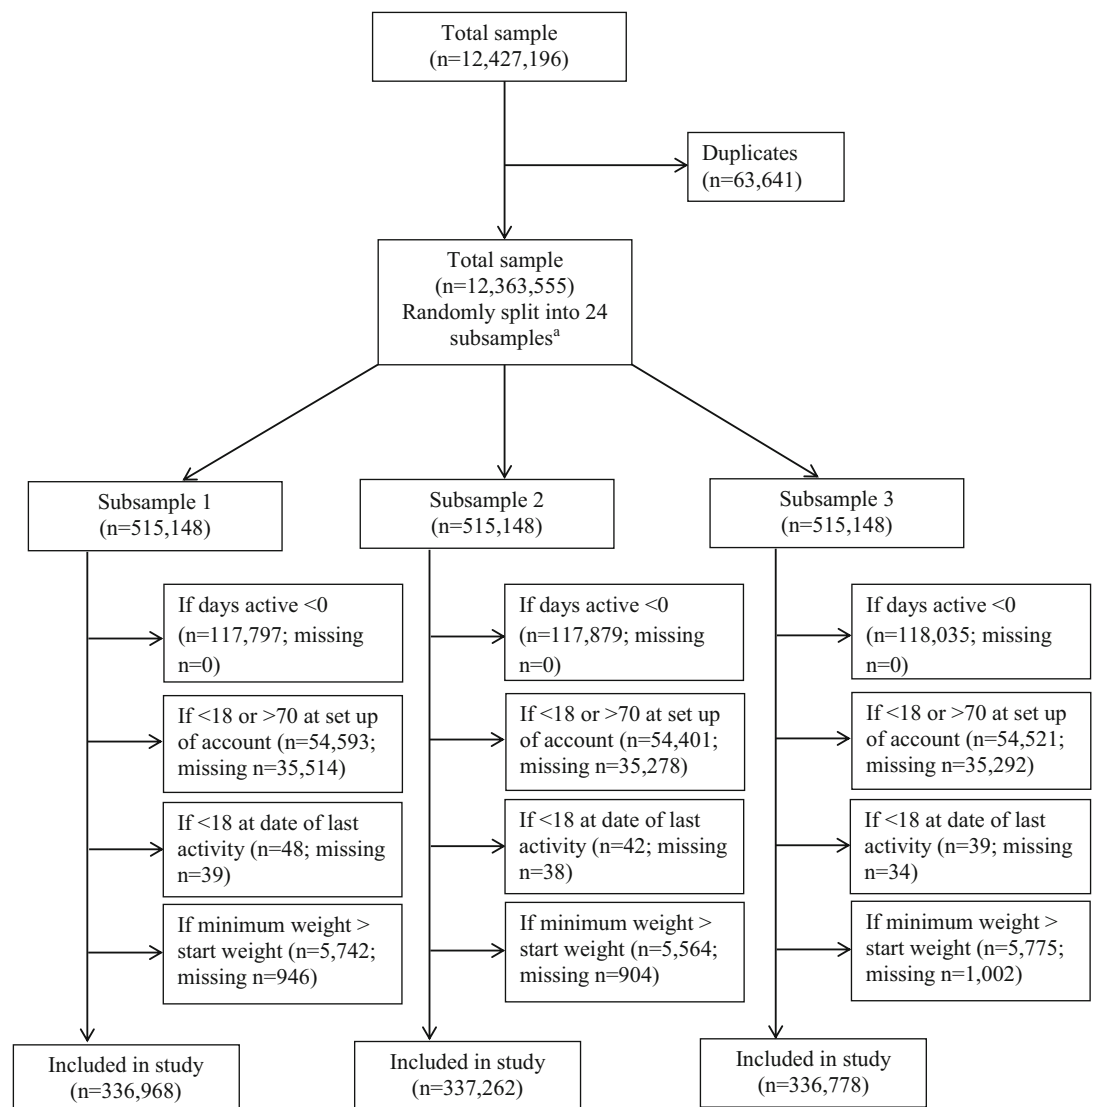 Total sample
(n=12,427,196)
Duplicates
(n=63,641)
Total sample
(n=12,363,555)
Randomly split into 24
subsamplesᵃ
Subsample 1
(n=515,148)
Subsample 2
(n=515,148)
Subsample 3
(n=515,148)
If days active <0
(n=117,797; missing
n=0)
If <18 or >70 at set up
of account (n=54,593;
missing n=35,514)
If <18 at date of last
activity (n=48; missing
n=39)
If minimum weight >
start weight (n=5,742;
missing n=946)
Included in study
(n=336,968)
If days active <0
(n=117,879; missing
n=0)
If <18 or >70 at set up
of account (n=54,401;
missing n=35,278)
If <18 at date of last
activity (n=42; missing
n=38)
If minimum weight >
start weight (n=5,564;
missing n=904)
Included in study
(n=337,262)
If days active <0
(n=118,035; missing
n=0)
If <18 or >70 at set up
of account (n=54,521;
missing n=35,292)
If <18 at date of last
activity (n=39; missing
n=34)
If minimum weight >
start weight (n=5,775;
missing n=1,002)
Included in study
(n=336,778)